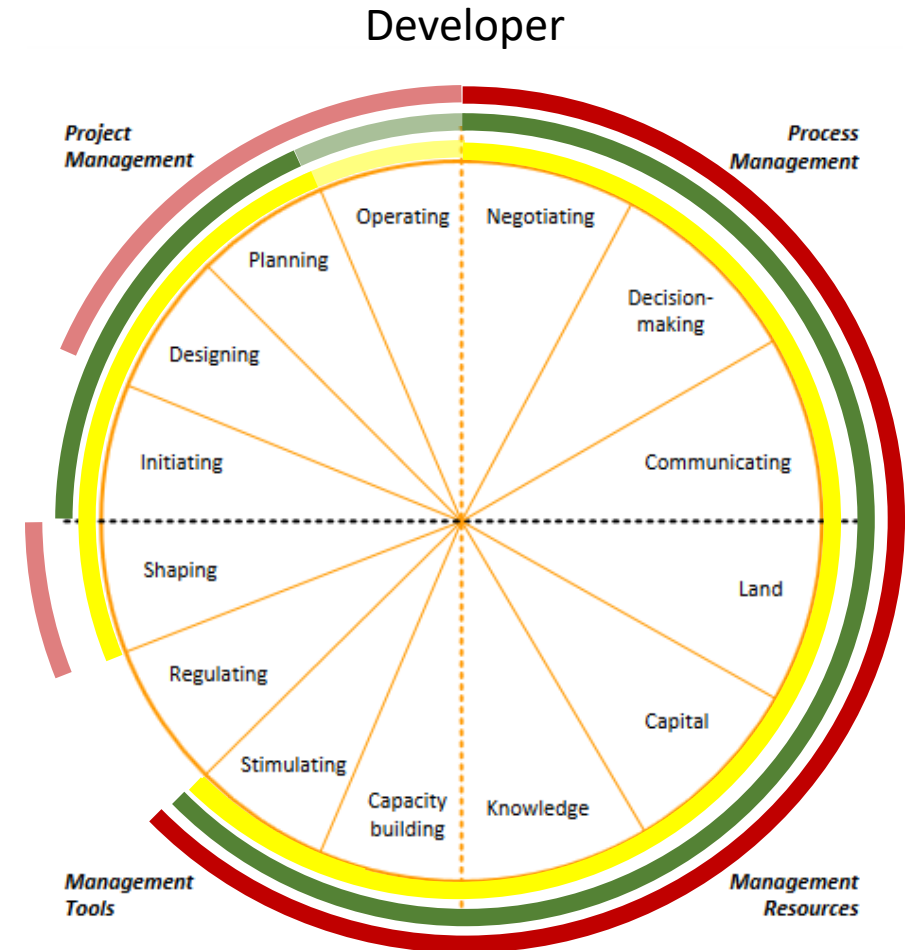 Developer
Project
Management
Process
Management
Operating
Negotiating
Planning
Decision-
making
Designing
Initiating
Communicating
Shaping
Land
Regulating
Capital
Stimulating
Capacity
building
Knowledge
Management
Tools
Management
Resources